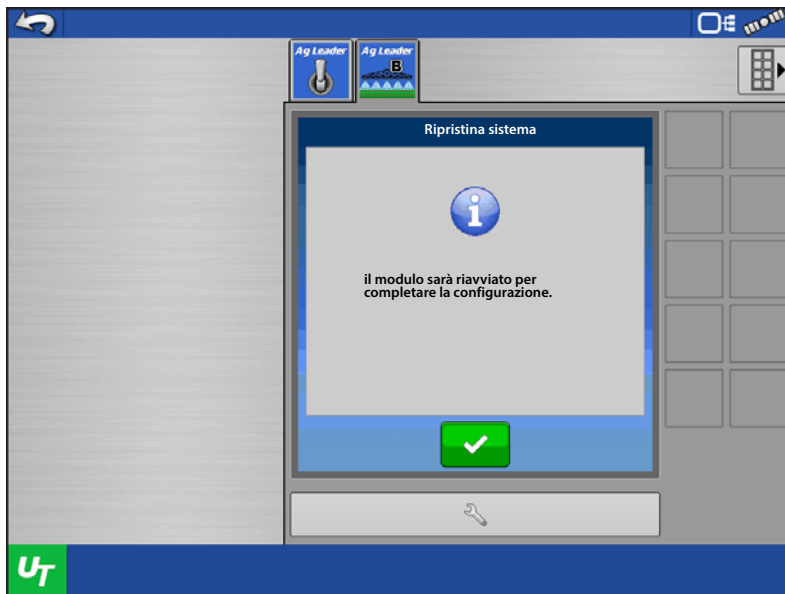 Ag Leader
Ag Leader
B
Ripristina sistema
i
il modulo sarà riavviato per
completare la configurazione.
UT